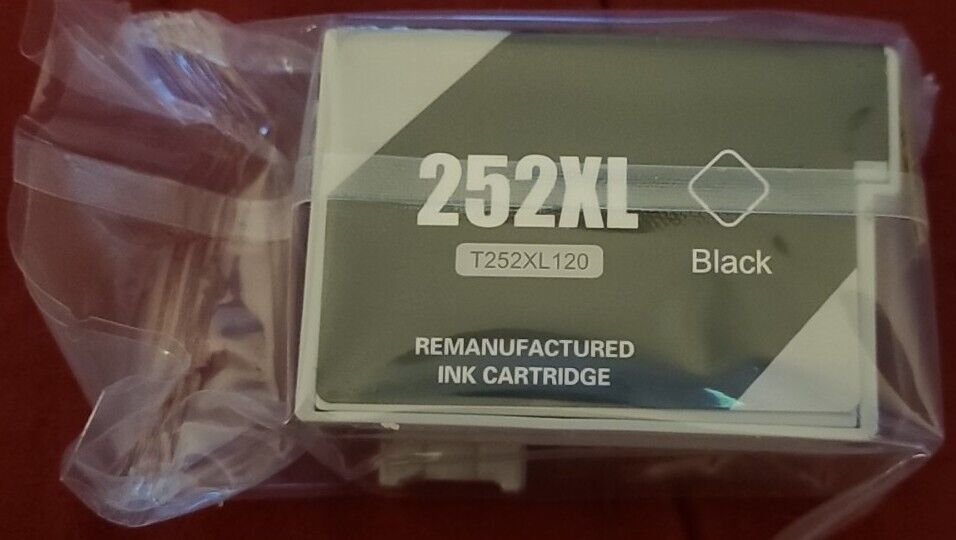 252XL
T252XL120
Black
REMANUFACTURED
INK CARTRIDGE